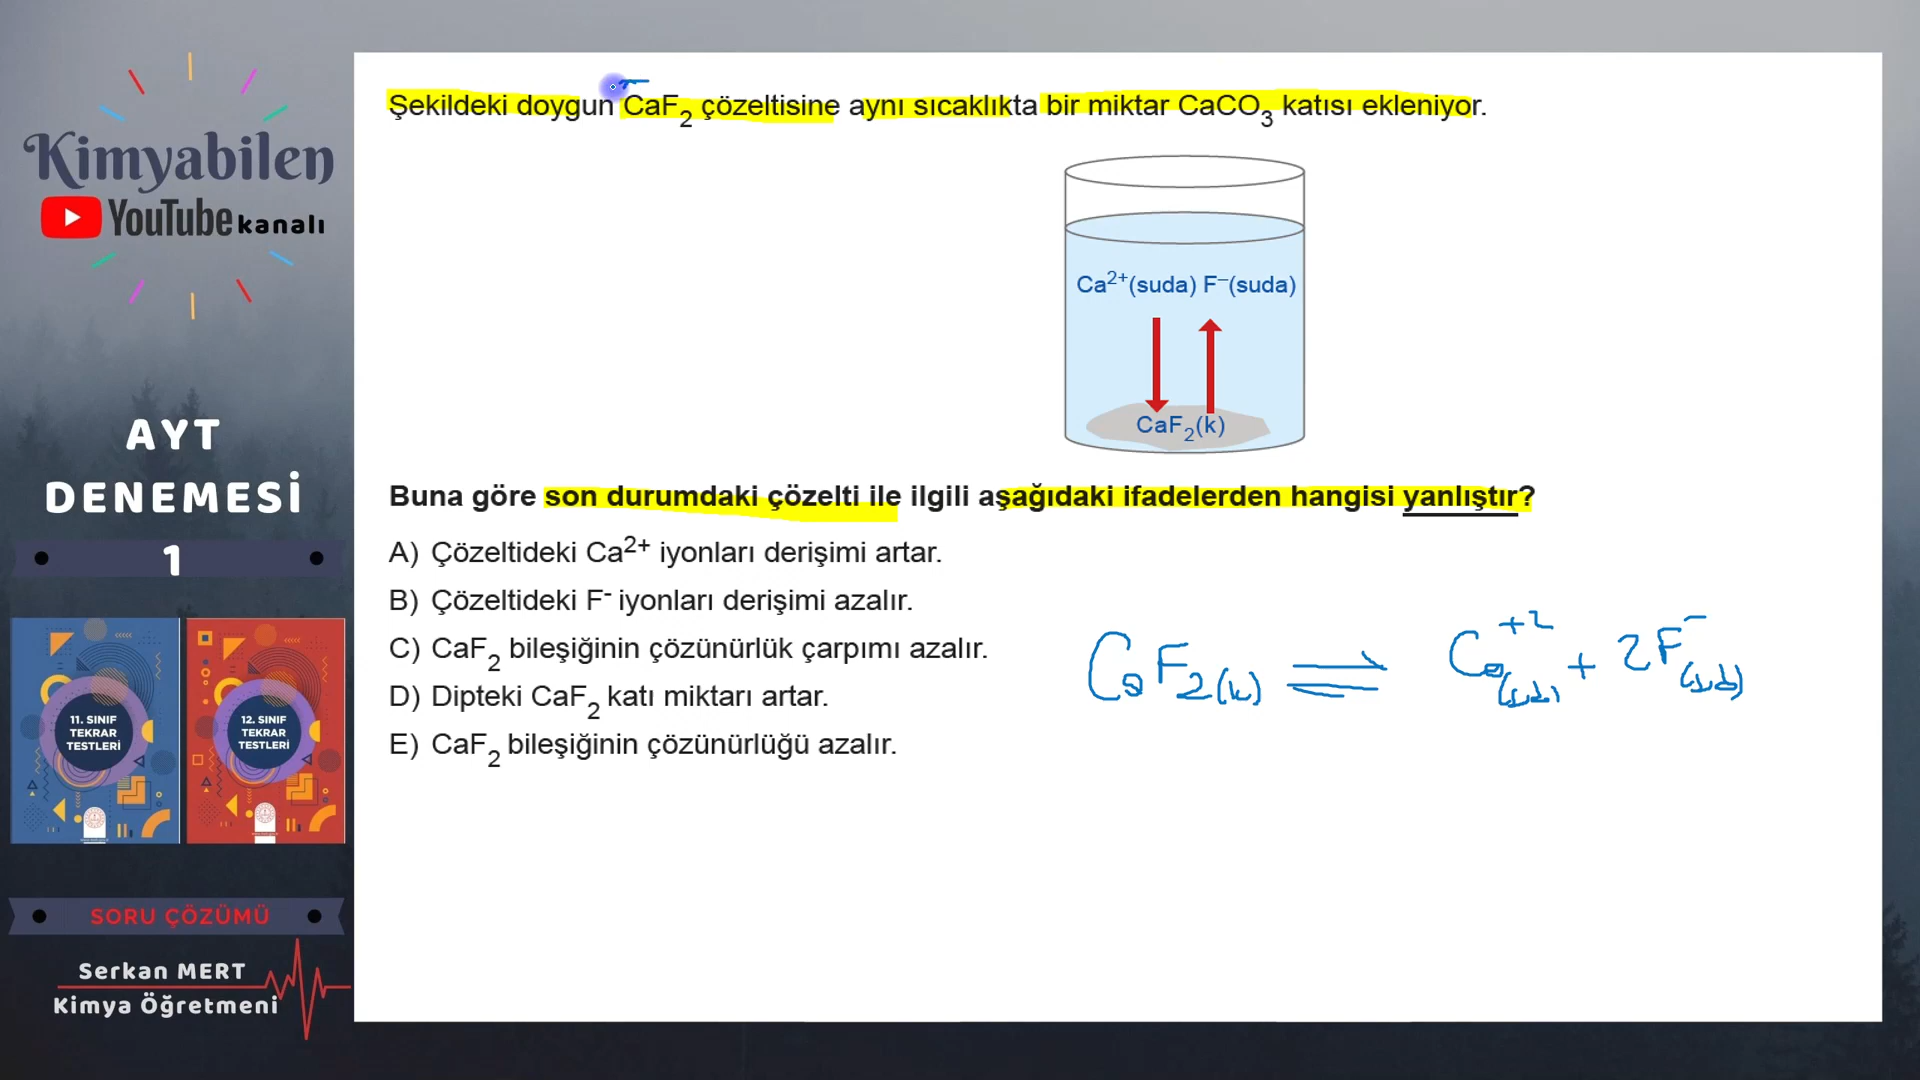 Kimyabilen
YouTube kanalı
AYT
DENEMESİ
1
11. SINIF
TEKRAR
TESTLERİ
12. SINIF
TEKRAR
TESTLERİ
SORU ÇÖZÜMÜ
Serkan MERT
Kimya Öğretmeni
Şekildeki doygun CaF₂ çözeltisine aynı sıcaklıkta bir miktar CaCO₃ katısı ekleniyor.
Ca²⁺(suda) F⁻(suda)
CaF₂(k)
Buna göre son durumdaki çözelti ile ilgili aşağıdaki ifadelerden hangisi yanlıştır?
A) Çözeltideki Ca²⁺ iyonları derişimi artar.
B) Çözeltideki F⁻ iyonları derişimi azalır.
C) CaF₂ bileşiğinin çözünürlük çarpımı azalır.
D) Dipteki CaF₂ katı miktarı artar.
E) CaF₂ bileşiğinin çözünürlüğü azalır.
CaF₂(k) ⇌ Ca⁺²(suda) + 2F⁻(suda)